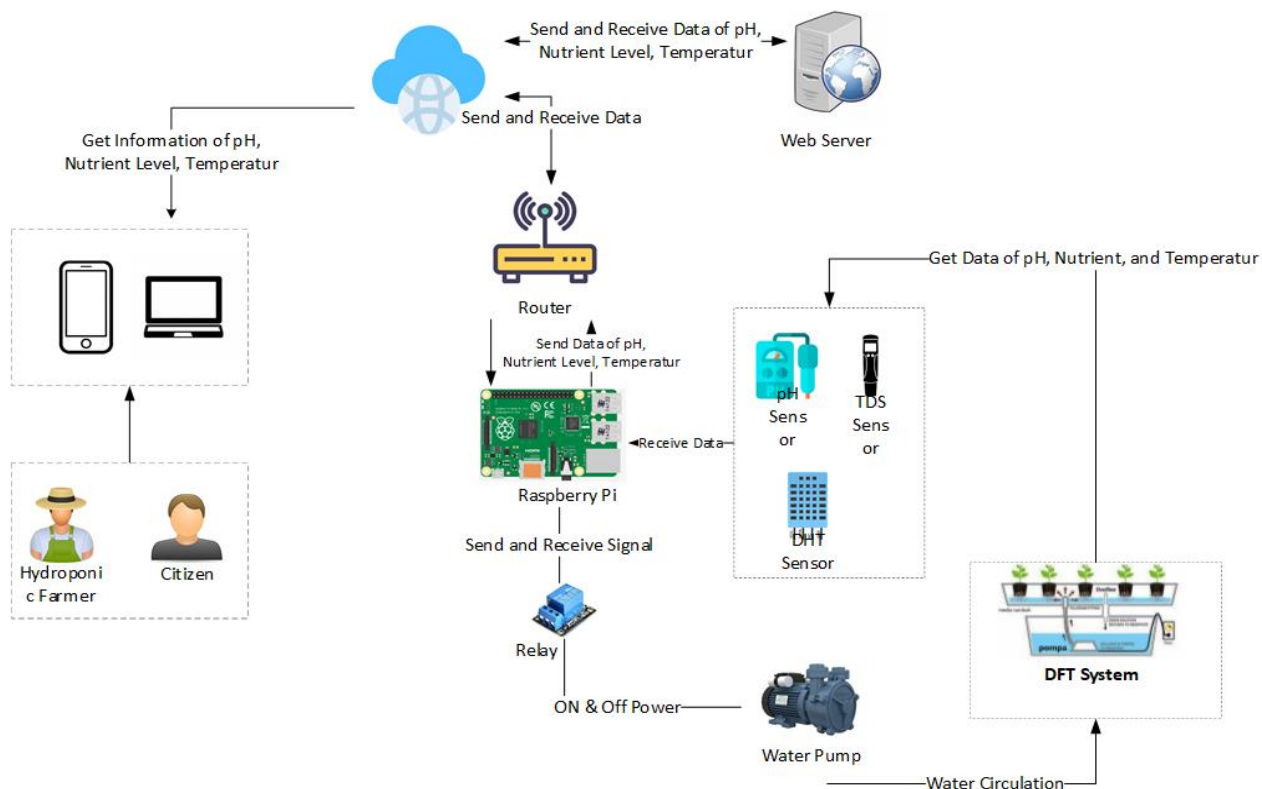 Send and Receive Data of pH,
Nutrient Level, Temperatur
Send and Receive Data
Web Server
Get Information of pH,
Nutrient Level, Temperatur
Get Data of pH, Nutrient, and Temperatur
Router
Send Data of pH,
Nutrient Level, Temperatur
pH
Sens
or
TDS
Sens
or
Receive Data
Raspberry Pi
DHT
Sensor
Send and Receive Signal
Hydroponi
c Farmer
Citizen
Relay
pompa
DFT System
ON & Off Power
Water Pump
Water Circulation